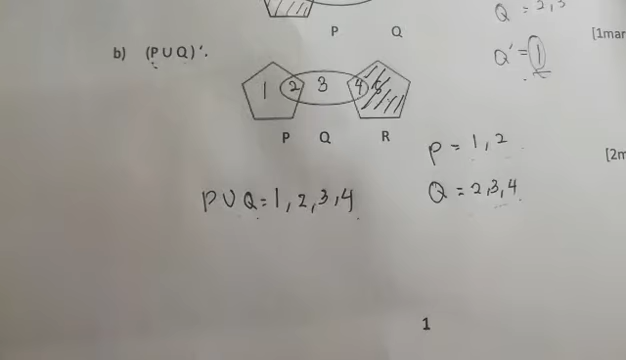 P Q
Q = 2,3
[1mar
Q' = 1
b) (P ∪ Q)'.
1 2 3 4 5
P Q R
P = 1, 2
[2m
Q = 2,3,4
P ∪ Q = 1, 2, 3, 4
1